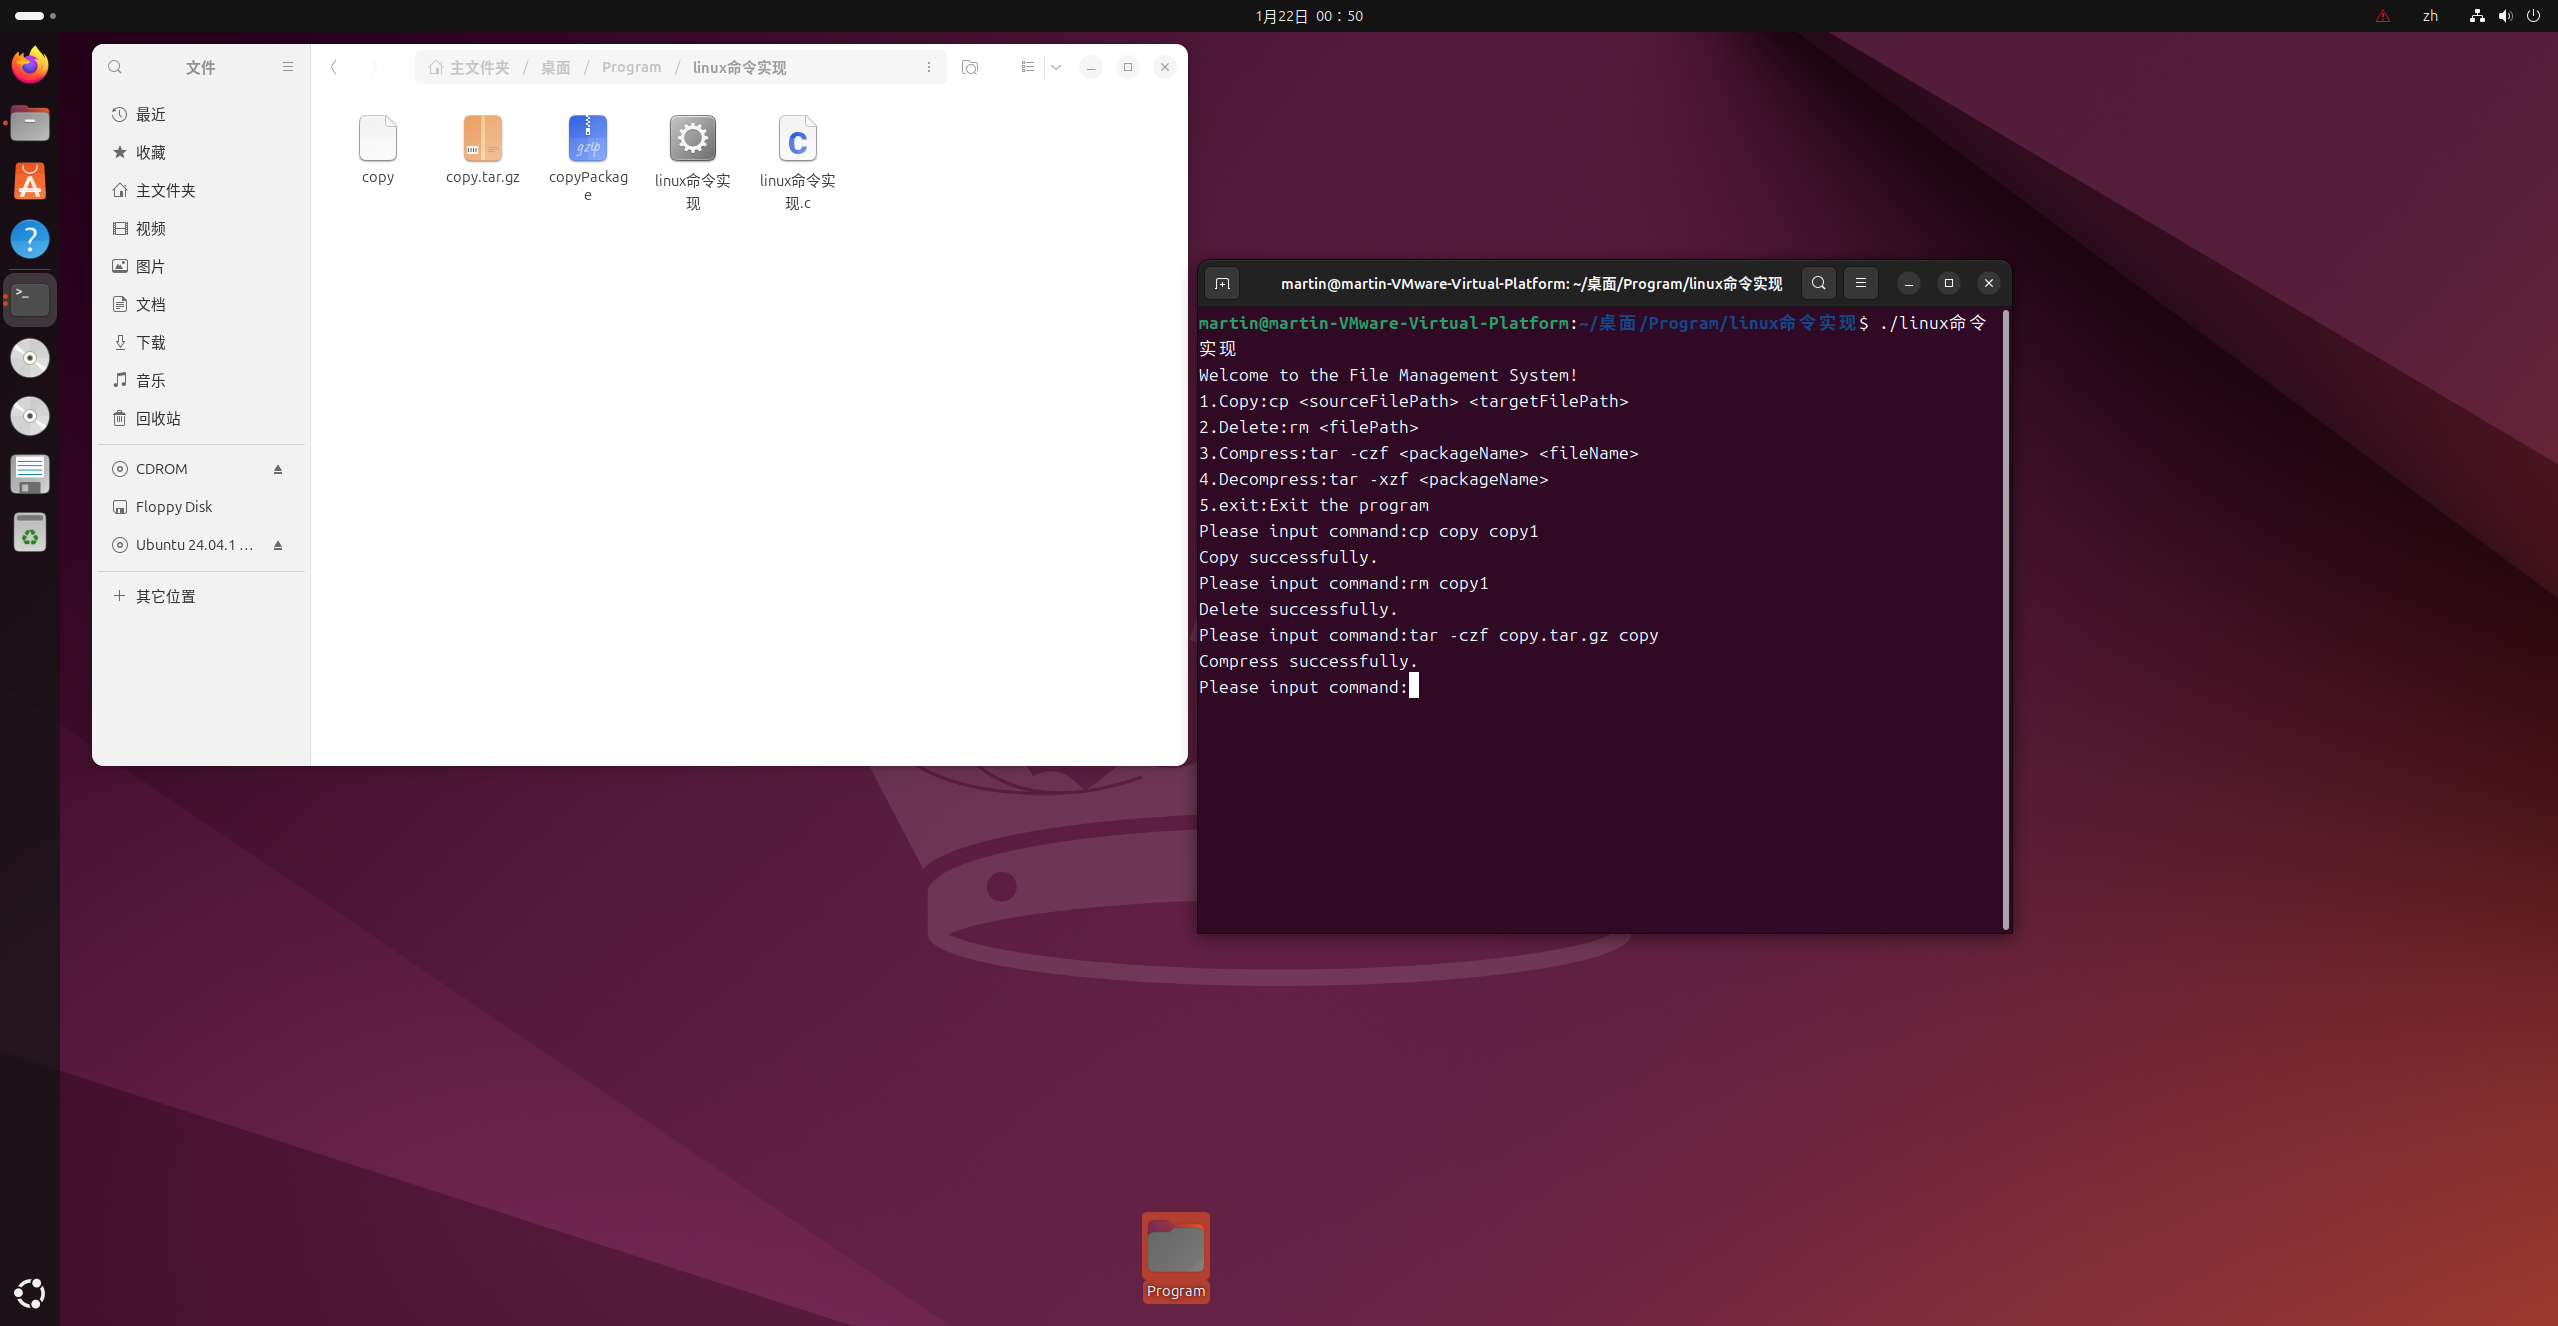 1月22日 00：50
zh
文件
主文件夹 / 桌面 / Program / linux命令实现
最近
收藏
主文件夹
视频
图片
文档
下载
音乐
回收站
CDROM
Floppy Disk
Ubuntu 24.04.1 …
其它位置
copy
copy.tar.gz
gzip
copyPackag
e
linux命令实
现
C
linux命令实
现.c
martin@martin-VMware-Virtual-Platform: ~/桌面/Program/linux命令实现
martin@martin-VMware-Virtual-Platform:~/桌面/Program/linux命令实现$ ./linux命令
实现
Welcome to the File Management System!
1.Copy:cp <sourceFilePath> <targetFilePath>
2.Delete:rm <filePath>
3.Compress:tar -czf <packageName> <fileName>
4.Decompress:tar -xzf <packageName>
5.exit:Exit the program
Please input command:cp copy copy1
Copy successfully.
Please input command:rm copy1
Delete successfully.
Please input command:tar -czf copy.tar.gz copy
Compress successfully.
Please input command:
Program